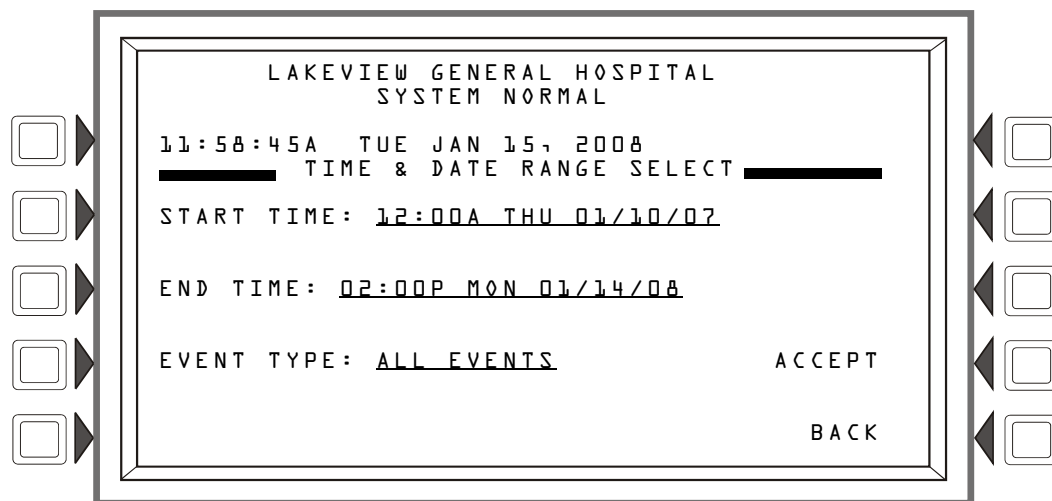 LAKEVIEW GENERAL HOSPITAL
SYSTEM NORMAL
11:58:45A TUE JAN 15, 2008
TIME & DATE RANGE SELECT
START TIME: 12:00A THU 01/10/07
END TIME: 02:00P MON 01/14/08
EVENT TYPE: ALL EVENTS ACCEPT
BACK